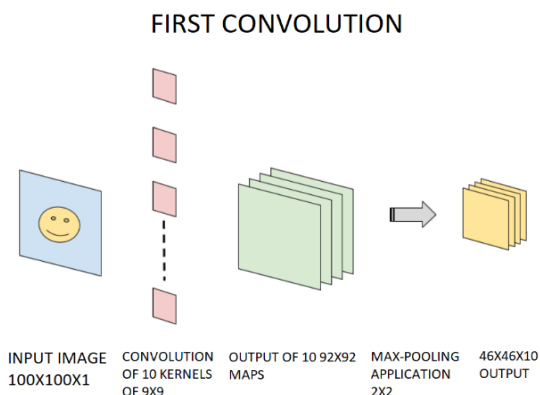 FIRST CONVOLUTION
INPUT IMAGE
100X100X1
CONVOLUTION
OF 10 KERNELS
OF 9X9
OUTPUT OF 10 92X92
MAPS
MAX-POOLING
APPLICATION
2X2
46X46X10
OUTPUT